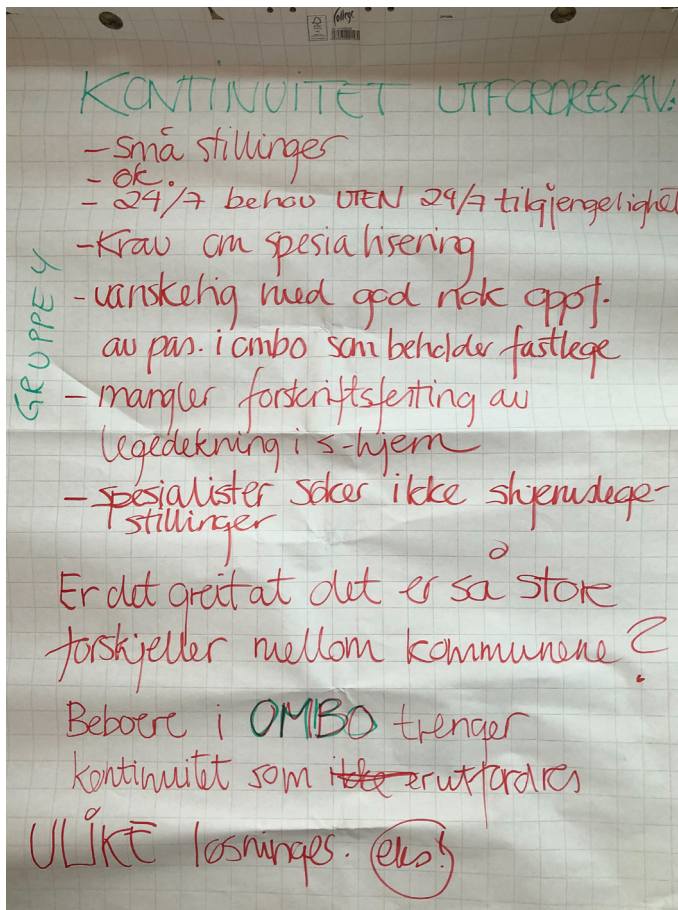 College
KONTINUITET UTFORDRES AV:
- små stillinger
- øk.
- 24/7 behov UTEN 24/7 tilgjengelighet
- Krav om spesialisering
GRUPPE 4
- vanskelig med god nok oppf.
av pas. i ombo som beholder fastlege
- mangler forskriftsfesting av
legedekning i s-hjem
- spesialister søker ikke shjemslege-
stillinger
Er det greit at det er så store
forskjeller mellom kommunene?
Beboere i OMBO trenger
kontinuitet som ikke er utfordres
ULIKE løsninger. eks!